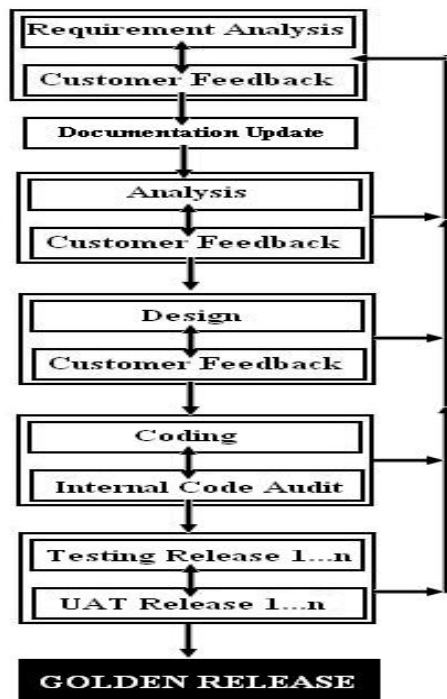 Requirement Analysis
Customer Feedback
Documentation Update
Analysis
Customer Feedback
Design
Customer Feedback
Coding
Internal Code Audit
Testing Release 1...n
UAT Release 1...n
GOLDEN RELEASE